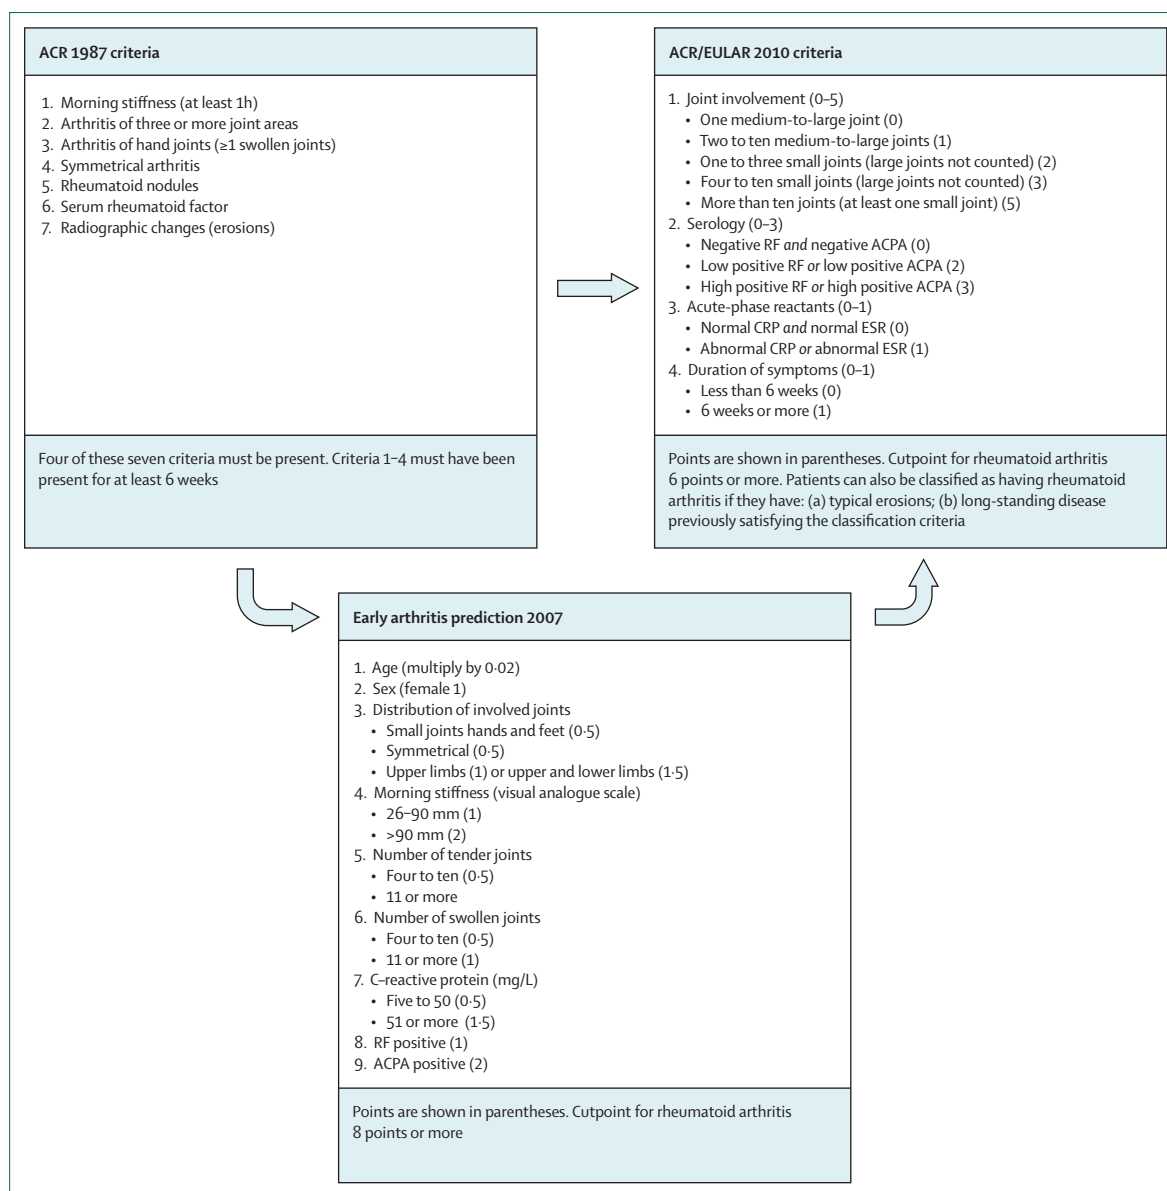 ACR 1987 criteria
1. Morning stiffness (at least 1h)
2. Arthritis of three or more joint areas
3. Arthritis of hand joints (≥1 swollen joints)
4. Symmetrical arthritis
5. Rheumatoid nodules
6. Serum rheumatoid factor
7. Radiographic changes (erosions)
Four of these seven criteria must be present. Criteria 1–4 must have been
present for at least 6 weeks
ACR/EULAR 2010 criteria
1. Joint involvement (0–5)
• One medium-to-large joint (0)
• Two to ten medium-to-large joints (1)
• One to three small joints (large joints not counted) (2)
• Four to ten small joints (large joints not counted) (3)
• More than ten joints (at least one small joint) (5)
2. Serology (0–3)
• Negative RF and negative ACPA (0)
• Low positive RF or low positive ACPA (2)
• High positive RF or high positive ACPA (3)
3. Acute-phase reactants (0–1)
• Normal CRP and normal ESR (0)
• Abnormal CRP or abnormal ESR (1)
4. Duration of symptoms (0–1)
• Less than 6 weeks (0)
• 6 weeks or more (1)
Points are shown in parentheses. Cutpoint for rheumatoid arthritis
6 points or more. Patients can also be classified as having rheumatoid
arthritis if they have: (a) typical erosions; (b) long-standing disease
previously satisfying the classification criteria
Early arthritis prediction 2007
1. Age (multiply by 0·02)
2. Sex (female 1)
3. Distribution of involved joints
• Small joints hands and feet (0·5)
• Symmetrical (0·5)
• Upper limbs (1) or upper and lower limbs (1·5)
4. Morning stiffness (visual analogue scale)
• 26–90 mm (1)
• >90 mm (2)
5. Number of tender joints
• Four to ten (0·5)
• 11 or more
6. Number of swollen joints
• Four to ten (0·5)
• 11 or more (1)
7. C–reactive protein (mg/L)
• Five to 50 (0·5)
• 51 or more (1·5)
8. RF positive (1)
9. ACPA positive (2)
Points are shown in parentheses. Cutpoint for rheumatoid arthritis
8 points or more